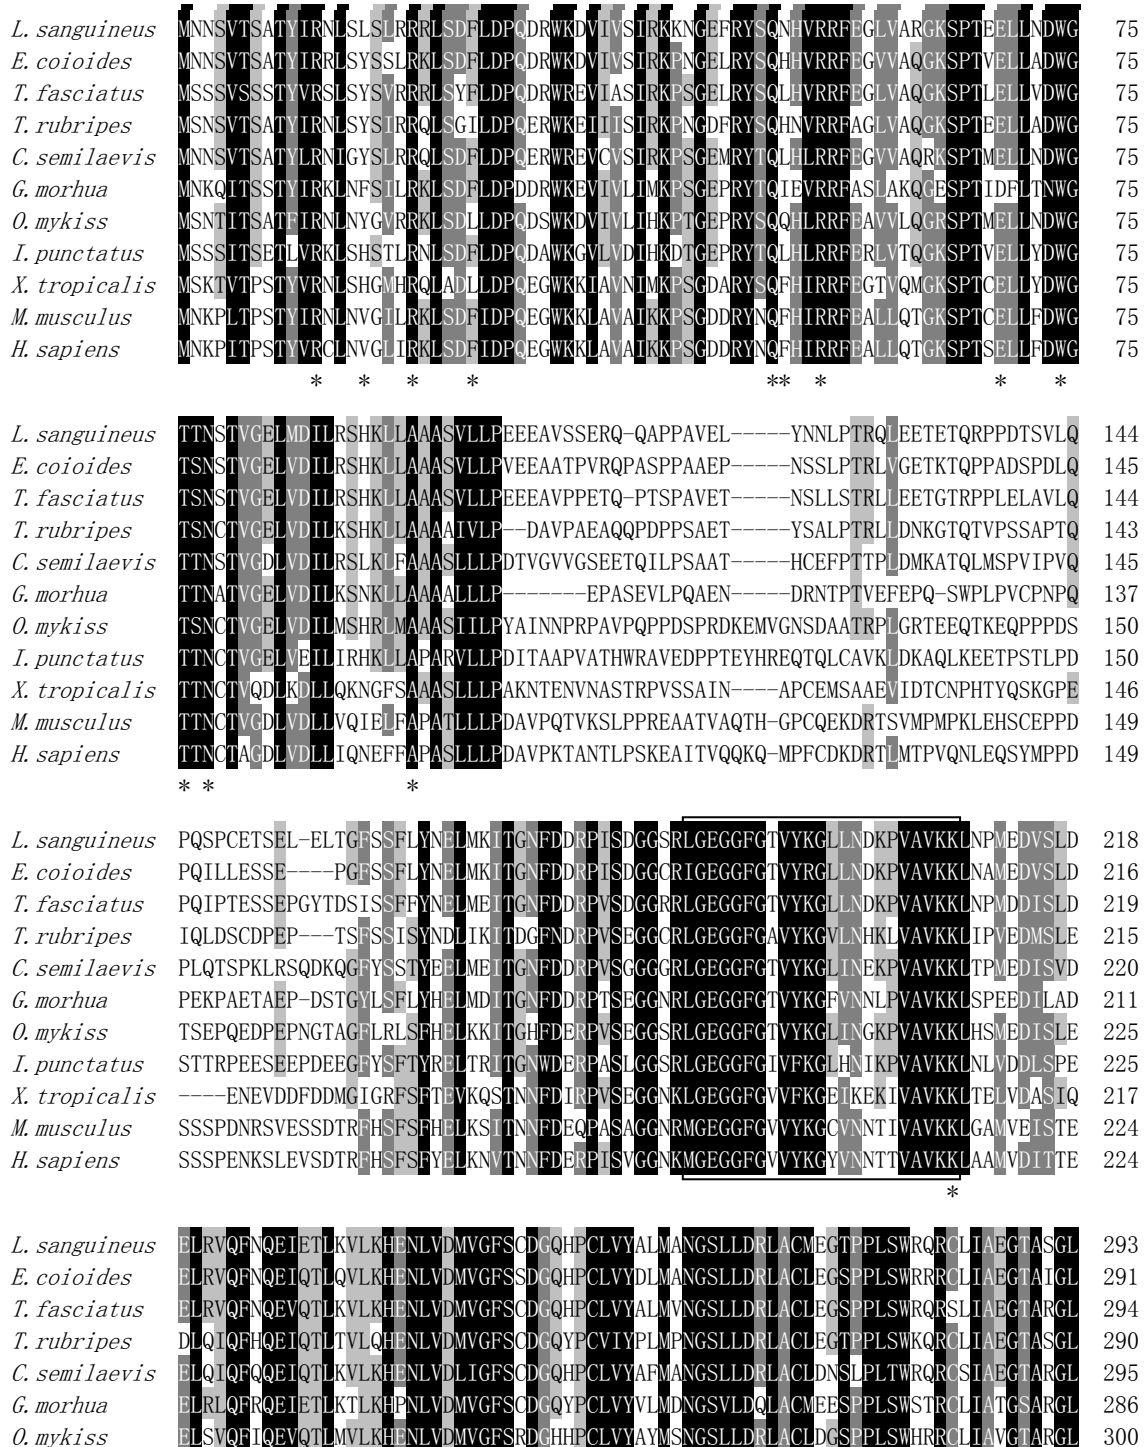 L. sanguineus MNNSVTSATYIRNLSLSLRRRLSDFLDPQDRWKDVIVSIRKKNGEFRYSQNHVRRFEGLVARGKSPTEELLNDWG 75
E. coioides MNNSVTSATYIRRLSYSSLRKLSDFLDPQDRWKDVIVSIRKPNGELRYSQHHVRRFEGVVAQGKSPTVELLADWG 75
T. fasciatus MSSSVSSSTYVRSLSYSVRRRRLSYFLDPQDRWREVIASIRKPSGELRYSQLHVRRFEGLVAQGKSPTLELLVDWG 75
T. rubripes MSNSVTSATYIRNLSYSIRRQLSGILDPQERWKEIIISIRKPNGDFRYSQHNVRRFAGLVAQGKSPTEELLADWG 75
C. semilaevis MNNSVTSATYLRNIGYSLRRQLSDFLDPQERWREVCVSIRKPSGEMRYTQLHLRRFEGVVAQRKSPTMELLNDWG 75
G. morhua MNKQITSSTYIRKLNFSILRKLSDFLDPDDRWKEVIVLIMKPSGEPRYTQIEVRRFASLAKQGESPTIDFLTNWG 75
O. mykiss MSNTITSATFIRNLNYGVRRKLSDLLDPQDSWKDVIVLIHKPTGEPRYSQQHLRRFEAVVLQGRSPTMELLNDWG 75
I. punctatus MSSSITSETLVRKLSHSTLRNLSDFLDPQDAWKGVLVDIHKDTGEPRYTQLHLRRFERLVTQGKSPTVELLYDWG 75
X. tropicalis MSKTVTPSTYVRNLSHGMHRQLADLLDPQEGWKKIAVNIMKPSGDARYSQFHIRRFEGTVQMGKSPTCELLYDWG 75
M. musculus MNKPLTPSTYIRNLNVGILRKLSDFIDPQEGWKKLAVAIKKPSGDDRYNQFHIRRFEALLQTGKSPTCELLFDWG 75
H. sapiens MNKPITPSTYVRCLNVGLIRKLSDFIDPQEGWKKLAVAIKKPSGDDRYNQFHIRRFEALLQTGKSPTSELLFDWG 75
* * * * ** * * *
L. sanguineus TTNSTVGELMDILRSHKLLAAASVLLPEEEAVSSERQ-QAPPAVEL-----YNNLPTRQLEETETQRPPDTSVLQ 144
E. coioides TSNSTVGELVDILRSHKLLAAASVLLPVEEAATPVRQPASPPAAEP-----NSSLPTRLVGETKTQPPADSPDLQ 145
T. fasciatus TSNSTVGELVDILRSHKLLAAASVLLPEEEAVPPETQ-PTSPAVET-----NSLLSTRLLEETGTRPPLELAVLQ 144
T. rubripes TSNCTVGELVDILKSHKLLAAAAIVLP--DAVPAEAQQPDPPSAET-----YSALPTRLLDNKGTQTVPSSAPTQ 143
C. semilaevis TTNSTVGDLVDILRSLKLFAAASLLLPDTVGVVGSEETQILPSAAT-----HCEFPTTPLDMKATQLMSPVIPVQ 145
G. morhua TTNATVGELVDILKSNKLLAAAALLLP-------EPASEVLPQAEN-----DRNTPTVEFEPQ-SWPLPVCPNPQ 137
O. mykiss TSNCTVGELVDILMSHRLMAAASIILPYAINNPRPAVPQPPDSPRDKEMVGNSDAATRPLGRTEEQTKEQPPPDS 150
I. punctatus TTNCTVGELVEILIRHKLLAPARVLLPDITAAPVATHWRAVEDPPTEYHREQTQLCAVKLDKAQLKEETPSTLPD 150
X. tropicalis TTNCTVQDLKDLLQKNGFSAAASLLLPAKNTENVNASTRPVSSAIN----APCEMSAAEVIDTCNPHTYQSKGPE 146
M. musculus TTNCTVGDLVDLLVQIELFAPATLLLPDAVPQTVKSLPPREAATVAQTH-GPCQEKDRTSVMPMPKLEHSCEPPD 149
H. sapiens TTNCTAGDLVDLLIQNEFFAPASLLLPDAVPKTANTLPSKEAITVQQKQ-MPFCDKDRTLMTPVQNLEQSYMPPD 149
* * *
L. sanguineus PQSPCETSEL-ELTGFSSFLYNELMKITGNFDDRPISDGGSRLGEGGFGTVYKGLLNDKPVAVKKLNPMEDVSLD 218
E. coioides PQILLESSE----PGFSSFLYNELMKITGNFDDRPISDGGCRIGEGGFGTVYRGLLNDKPVAVKKLNAMEDVSLD 216
T. fasciatus PQIPTESSEPGYTDSISSFFYNELMEITGNFDDRPVSDGGRRLGEGGFGTVYKGLLNDKPVAVKKLNPMDDISLD 219
T. rubripes IQLDSCDPEP---TSFSSISYNDLIKITDGFNDRPVSEGGCRLGEGGFGAVYKGVLNHKLVAVKKLIPVEDMSLE 215
C. semilaevis PLQTSPKLRSQDKQGFYSSTYEELMEITGNFDDRPVSGGGGRLGEGGFGTVYKGLINEKPVAVKKLTPMEDISVD 220
G. morhua PEKPAETAEP-DSTGYLSFLYHELMDITGNFDDRPTSEGGNRLGEGGFGTVYKGFVNNLPVAVKKLSPEEDILAD 211
O. mykiss TSEPQEDPEPNGTAGFLRLSFHELKKITGHFDERPVSEGGSRLGEGGFGTVYKGLINGKPVAVKKLHSMEDISLE 225
I. punctatus STTRPEESEEPDEEGFYSFTYRELTRITGNWDERPASLGGSRLGEGGFGIVFKGLHNIKPVAVKKLNLVDDLSPE 225
X. tropicalis ----ENEVDDFDDMGIGRFSFTEVKQSTNNFDIRPVSEGGNKLGEGGFGVVFKGEIKEKIVAVKKLTELVDASIQ 217
M. musculus SSSPDNRSVESSDTRFHSFSFHELKSITNNFDEQPASAGGNRMGEGGFGVVYKGCVNNTIVAVKKLGAMVEISTE 224
H. sapiens SSSPENKSLEVSDTRFHSFSFYELKNVTNNFDERPISVGGNKMGEGGFGVVYKGYVNNTTVAVKKLAAMVDITTE 224
*
L. sanguineus ELRVQFNQEIETLKVLKHENLVDMVGFSCDGQHPCLVYALMANGSLLDRLACMEGTPPLSWRQRCLIAEGTASGL 293
E. coioides ELRVQFNQEIQTLQVLKHENLVDMVGFSSDGQHPCLVYDLMANGSLLDRLACLEGSPPLSWRRRCLIAEGTAIGL 291
T. fasciatus ELRVQFNQEVQTLKVLKHENLVDMVGFSCDGQHPCLVYALMVNGSLLDRLACLEGSPPLSWRQRSLIAEGTARGL 294
T. rubripes DLQIQFHQEIQTLTVLQHENLVDMVGFSCDGQYPCVIYPLMPNGSLLDRLACLEGTPPLSWKQRCLIAEGTASGL 290
C. semilaevis ELQIQFQQEIQTLKVLKHENLVDLIGFSCDGQHPCLVYAFMANGSLLDRLACLDNSLPLTWRQRCSIAEGTARGL 295
G. morhua ELRLQFRQEIETLKTLKHPNLVDMVGFSCDGQYPCLVYVLMDNGSVLDQLACMEESPPLSWSTRCLIATGSARGL 286
O. mykiss ELSVQFIQEVQTLMVLKHENLVDMVGFSRDGHHPCLVYAYMSNGSLLDRLACLDGSPPLSWHRRCLIAVGTARGL 300